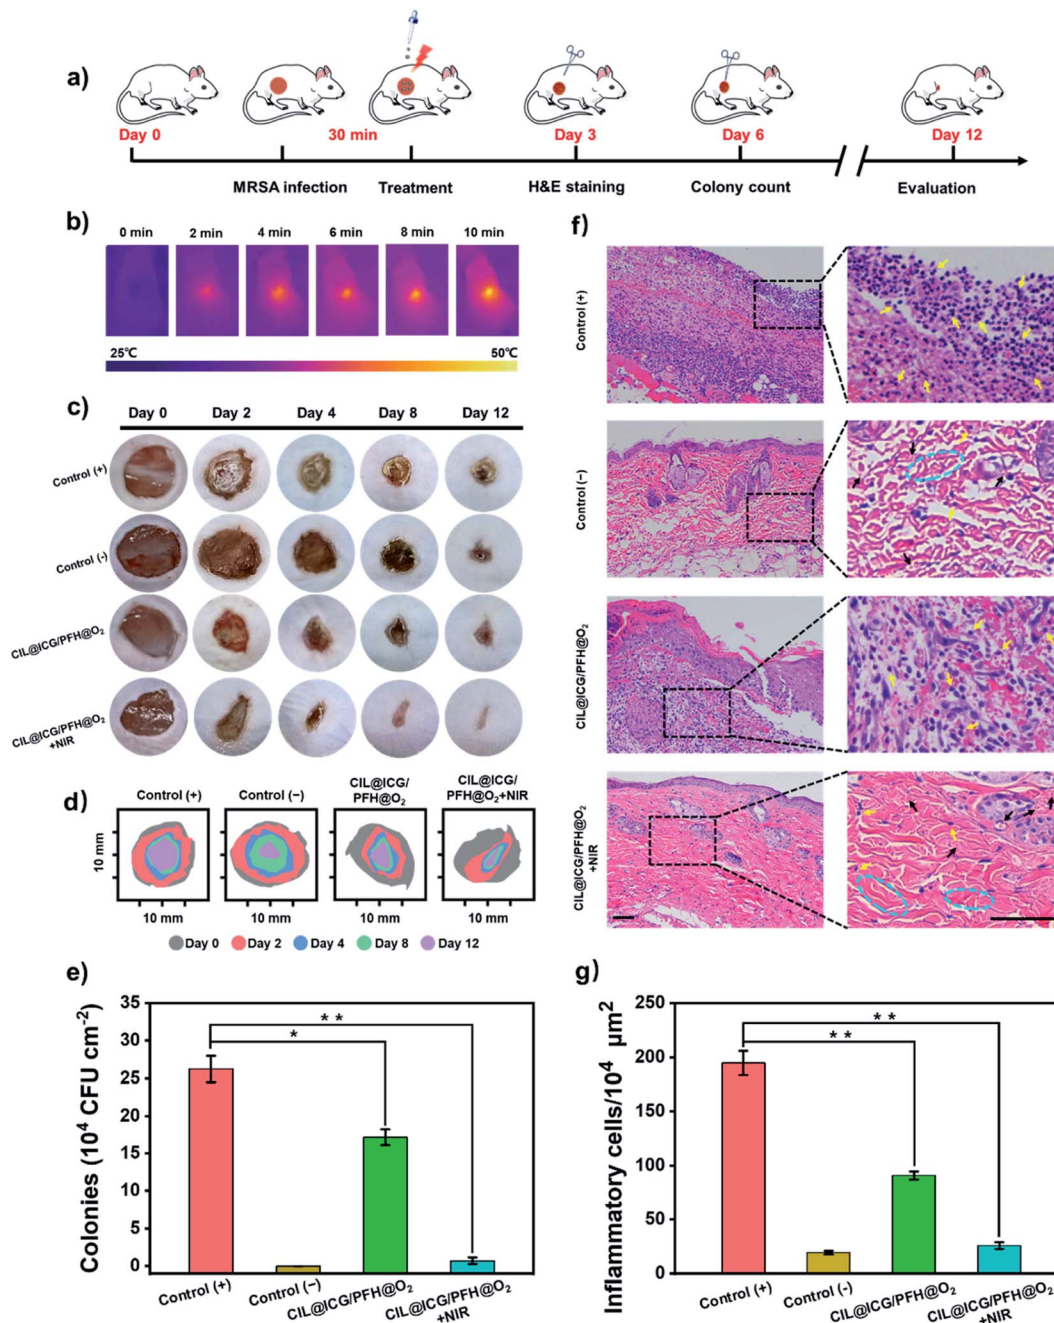 a)
Day 0
30 min
Day 3
Day 6
Day 12
MRSA infection
Treatment
H&E staining
Colony count
Evaluation
b)
0 min
2 min
4 min
6 min
8 min
10 min
25℃
50℃
c)
Day 0
Day 2
Day 4
Day 8
Day 12
Control (+)
Control (-)
CIL@ICG/PFH@O₂
CIL@ICG/PFH@O₂
+NIR
d)
Control (+)
Control (−)
CIL@ICG/
PFH@O₂
CIL@ICG/
PFH@O₂+NIR
10 mm
10 mm
10 mm
10 mm
10 mm
Day 0
Day 2
Day 4
Day 8
Day 12
e)
Colonies (10⁴ CFU cm⁻²)
35
30
25
20
15
10
5
0
* *
*
Control (+)
Control (−)
CIL@ICG/PFH@O₂
CIL@ICG/PFH@O₂
+NIR
f)
Control (+)
Control (−)
CIL@ICG/PFH@O₂
CIL@ICG/PFH@O₂
+NIR
g)
Inflammatory cells/10⁴ μm²
250
200
150
100
50
0
* *
* *
Control (+)
Control (-)
CIL@ICG/PFH@O₂
CIL@ICG/PFH@O₂
+NIR